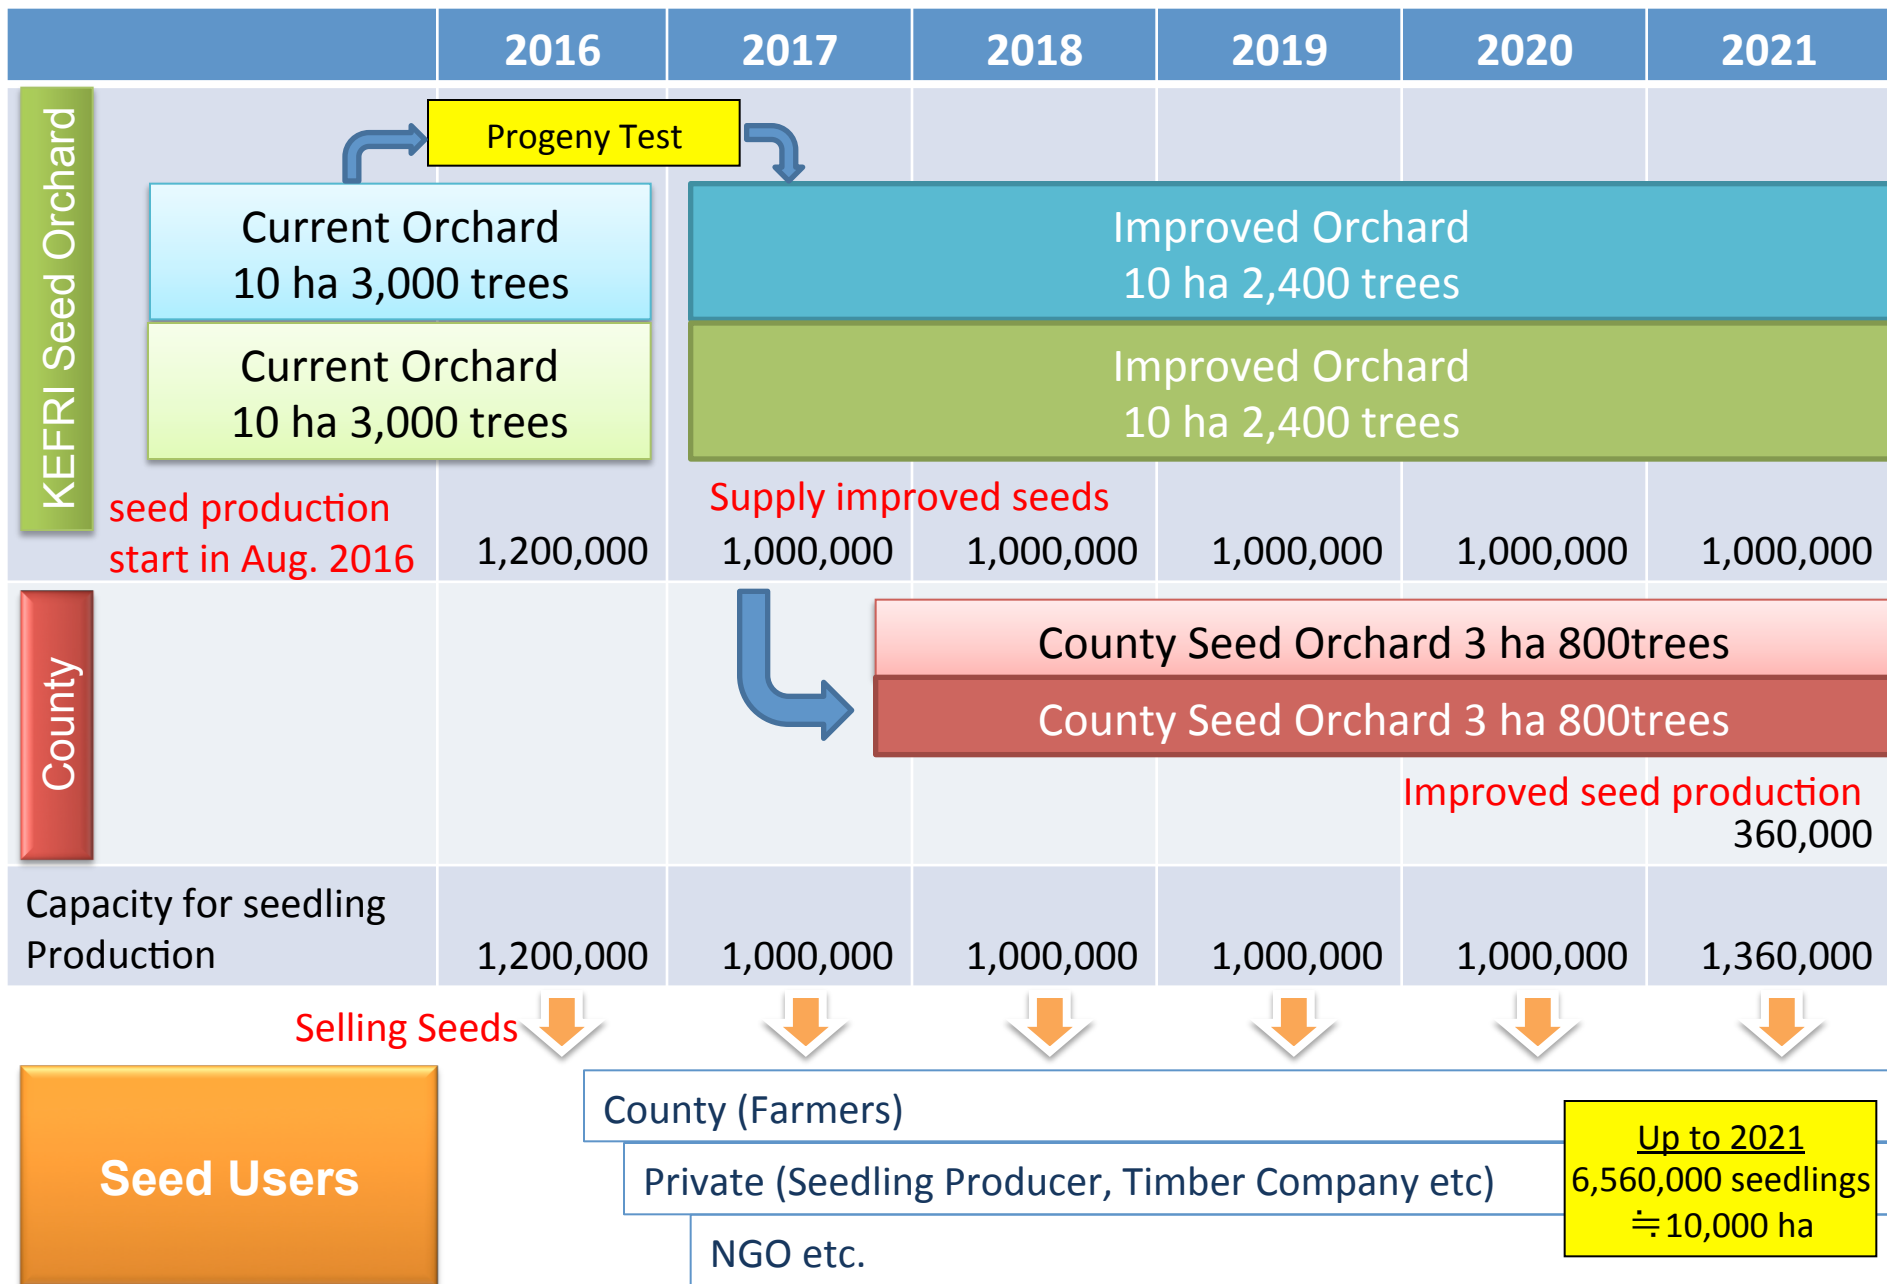 2016 2017 2018 2019 2020 2021
KEFRI Seed Orchard
Progeny Test
Current Orchard
10 ha 3,000 trees
Improved Orchard
10 ha 2,400 trees
Current Orchard
10 ha 3,000 trees
Improved Orchard
10 ha 2,400 trees
seed production
start in Aug. 2016
Supply improved seeds
1,200,000 1,000,000 1,000,000 1,000,000 1,000,000 1,000,000
County
County Seed Orchard 3 ha 800trees
County Seed Orchard 3 ha 800trees
Improved seed production
360,000
Capacity for seedling
Production
1,200,000 1,000,000 1,000,000 1,000,000 1,000,000 1,360,000
Selling Seeds
Seed Users
County (Farmers)
Private (Seedling Producer, Timber Company etc)
NGO etc.
Up to 2021
6,560,000 seedlings
≒10,000 ha